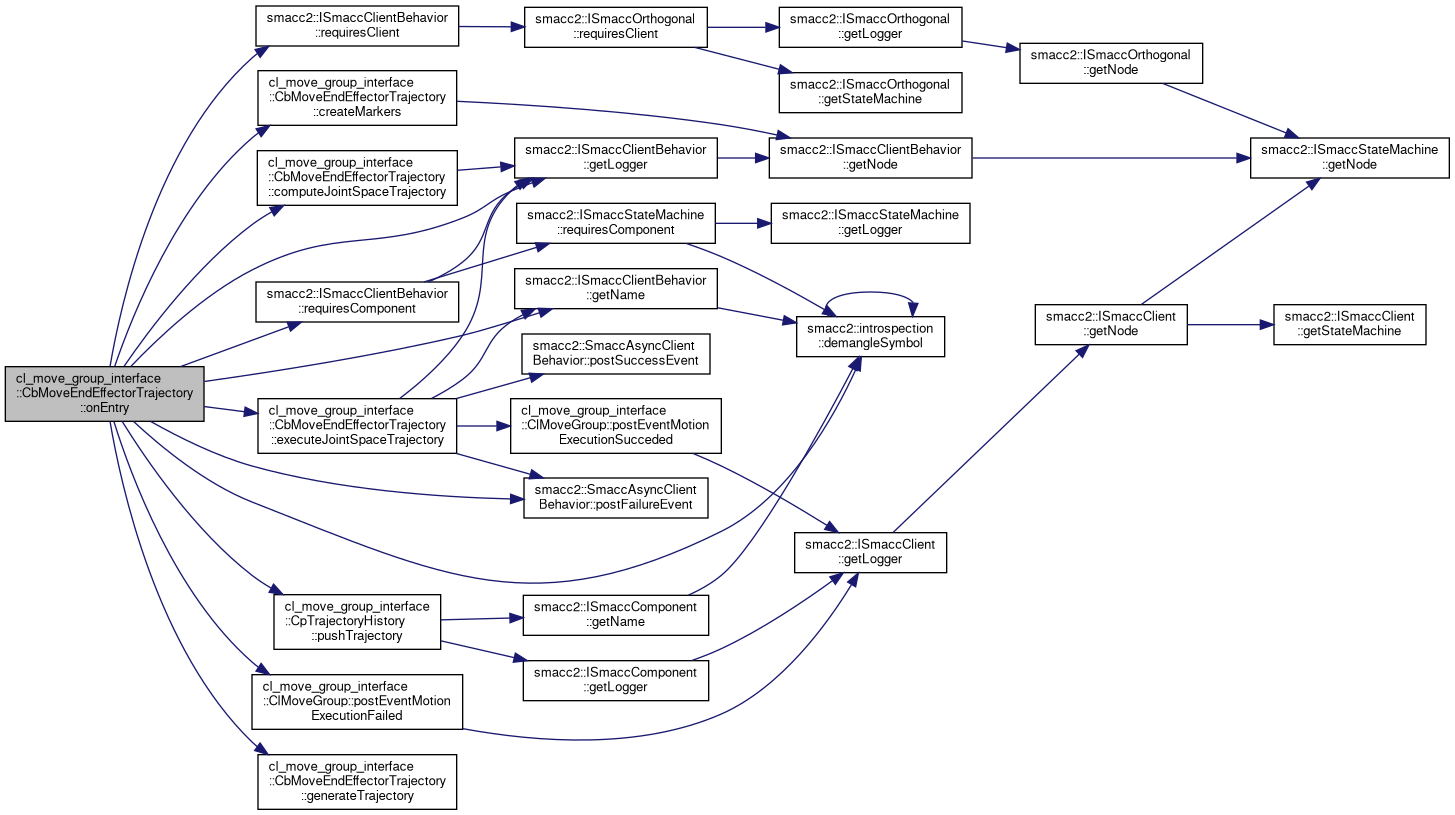 smacc2::ISmaccClientBehavior
::requiresClient
smacc2::ISmaccOrthogonal
::requiresClient
smacc2::ISmaccOrthogonal
::getLogger
smacc2::ISmaccOrthogonal
::getNode
cl_move_group_interface
::CbMoveEndEffectorTrajectory
::createMarkers
smacc2::ISmaccOrthogonal
::getStateMachine
cl_move_group_interface
::CbMoveEndEffectorTrajectory
::computeJointSpaceTrajectory
smacc2::ISmaccClientBehavior
::getLogger
smacc2::ISmaccClientBehavior
::getNode
smacc2::ISmaccStateMachine
::getNode
smacc2::ISmaccStateMachine
::requiresComponent
smacc2::ISmaccStateMachine
::getLogger
smacc2::ISmaccClientBehavior
::requiresComponent
smacc2::ISmaccClientBehavior
::getName
smacc2::introspection
::demangleSymbol
smacc2::ISmaccClient
::getNode
smacc2::ISmaccClient
::getStateMachine
smacc2::SmaccAsyncClient
Behavior::postSuccessEvent
cl_move_group_interface
::CbMoveEndEffectorTrajectory
::onEntry
cl_move_group_interface
::CbMoveEndEffectorTrajectory
::executeJointSpaceTrajectory
cl_move_group_interface
::ClMoveGroup::postEventMotion
ExecutionSucceded
smacc2::SmaccAsyncClient
Behavior::postFailureEvent
smacc2::ISmaccClient
::getLogger
cl_move_group_interface
::CpTrajectoryHistory
::pushTrajectory
smacc2::ISmaccComponent
::getName
smacc2::ISmaccComponent
::getLogger
cl_move_group_interface
::ClMoveGroup::postEventMotion
ExecutionFailed
cl_move_group_interface
::CbMoveEndEffectorTrajectory
::generateTrajectory